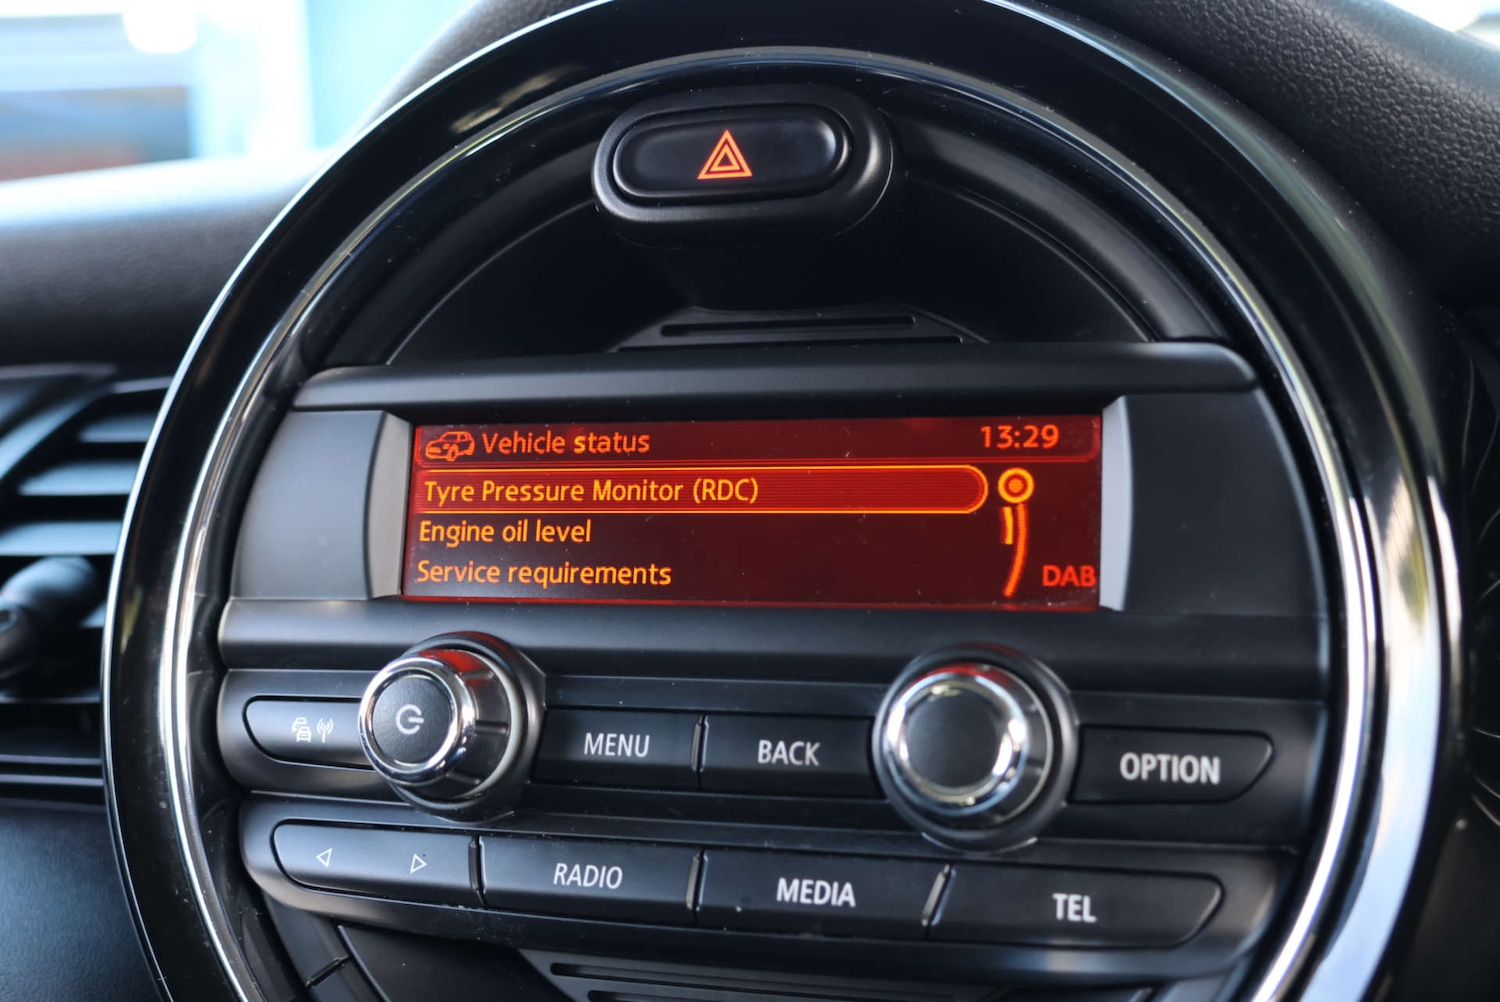 Vehicle status 13:29
Tyre Pressure Monitor (RDC)
Engine oil level
Service requirements
DAB
MENU
BACK
OPTION
RADIO
MEDIA
TEL